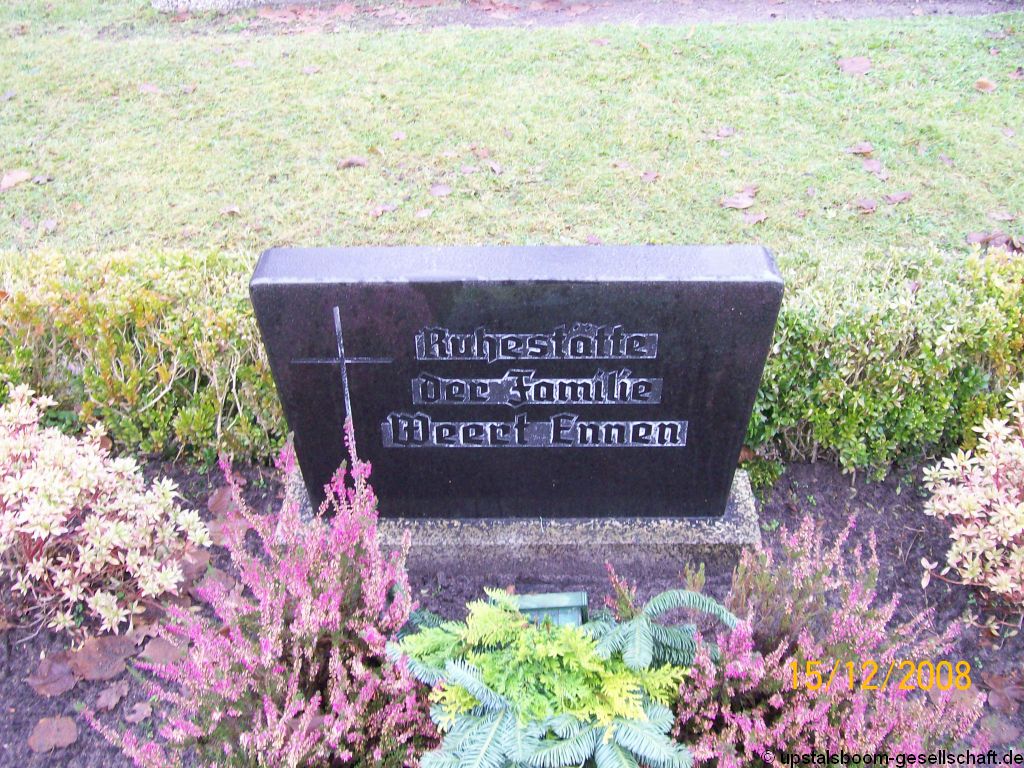 Ruhestätte
der Familie
Weert Ennen
15/12/2008
© upstalsboom-gesellschaft.de